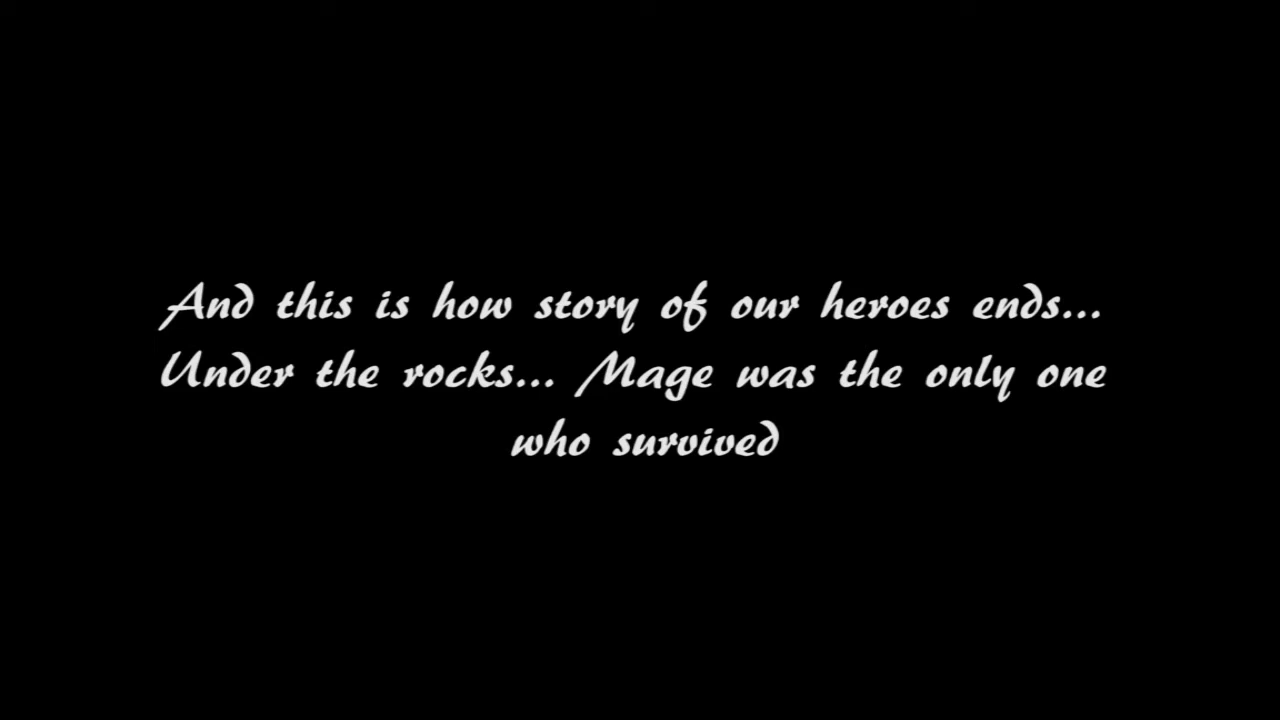 And this is how story of our heroes ends...
Under the rocks... Mage was the only one
who survived